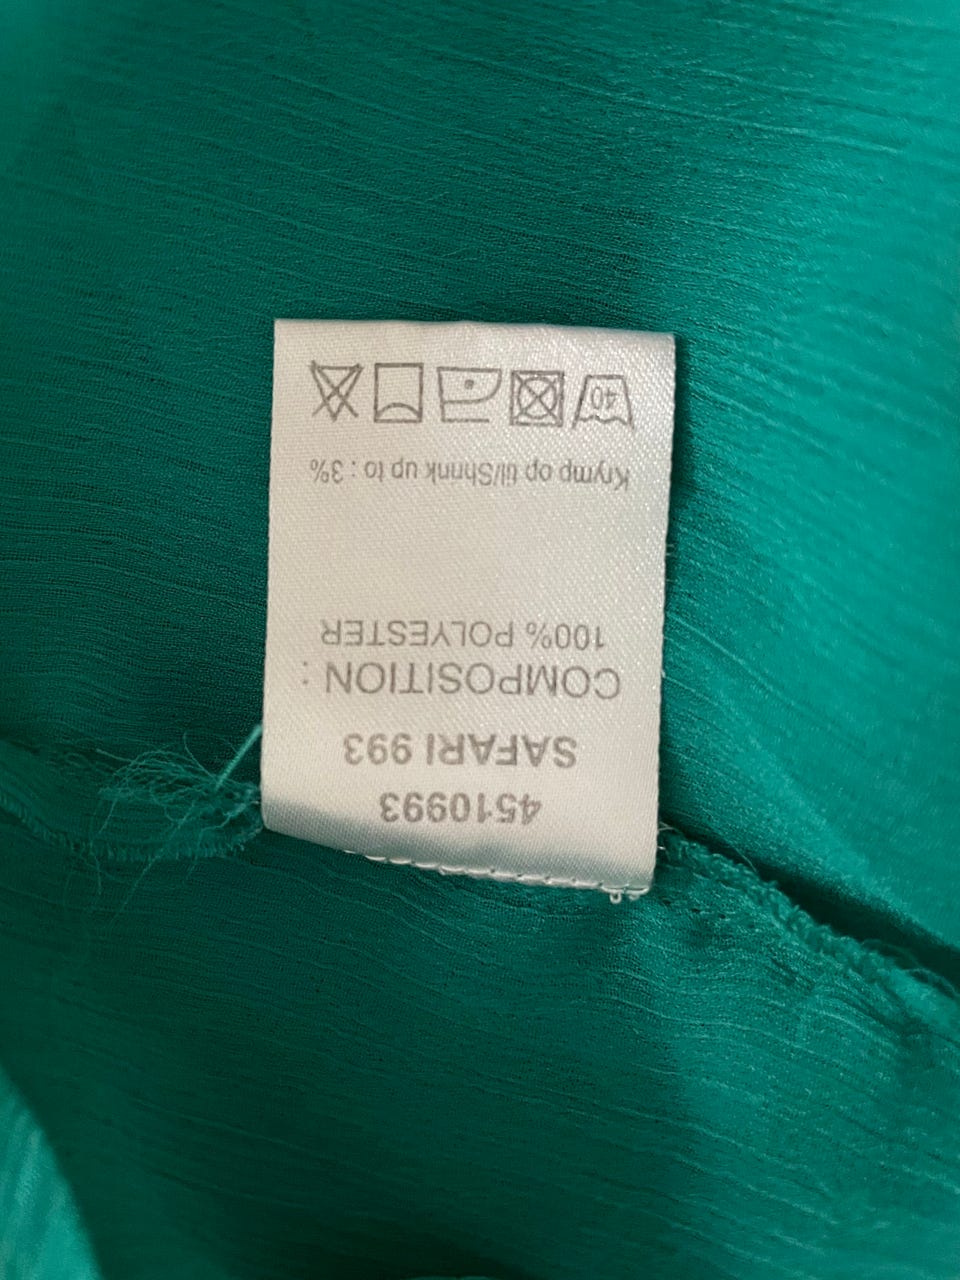 4510993
SAFARI 993
COMPOSITION :
100% POLYESTER
Krymp op til/Shrink up to : 3%
40